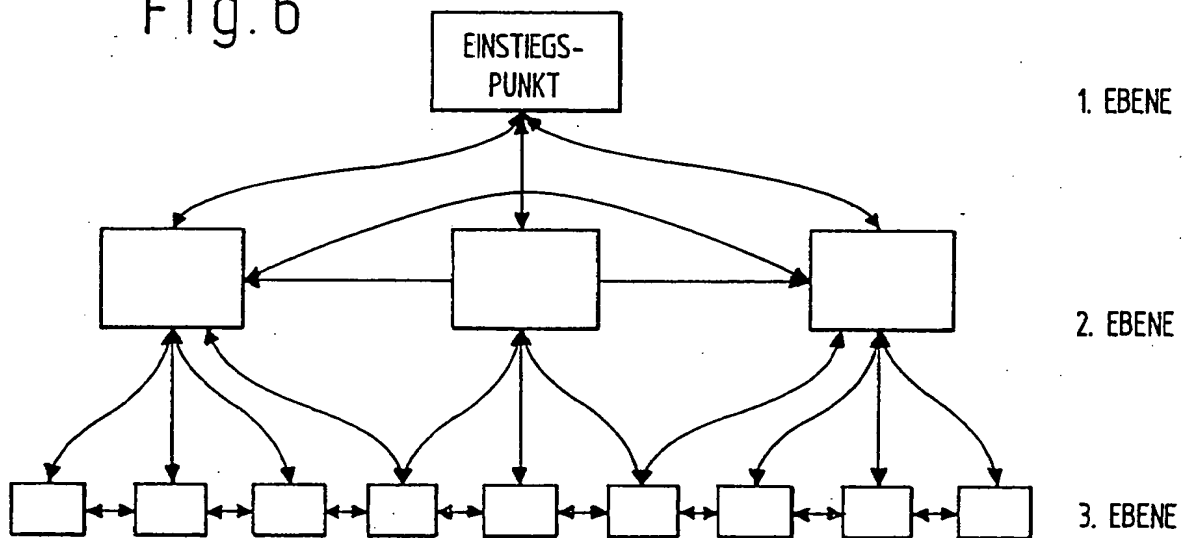 Fig. 6
EINSTIEGS-
PUNKT
1. EBENE
2. EBENE
3. EBENE